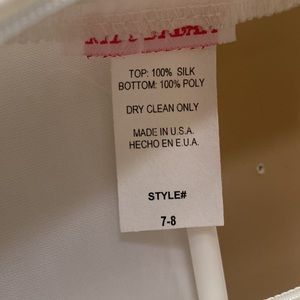 TOP: 100% SILK
BOTTOM: 100% POLY
DRY CLEAN ONLY
MADE IN U.S.A.
HECHO EN E.U.A.
STYLE#
7-8